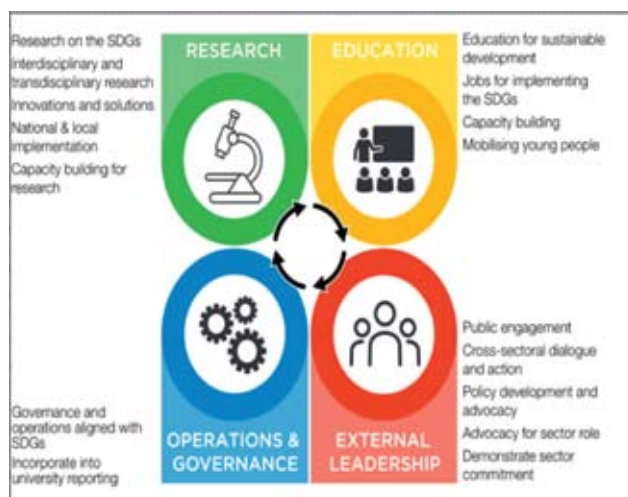 RESEARCH
Research on the SDGs
Interdisciplinary and
transdisciplinary research
Innovations and solutions
National & local
implementation
Capacity building for
research
EDUCATION
Education for sustainable
development
Jobs for implementing
the SDGs
Capacity building
Mobilising young people
Governance and
operations aligned with
SDGs
Incorporate into
university reporting
OPERATIONS &
GOVERNANCE
EXTERNAL
LEADERSHIP
Public engagement
Cross-sectoral dialogue
and action
Policy development and
advocacy
Advocacy for sector role
Demonstrate sector
commitment